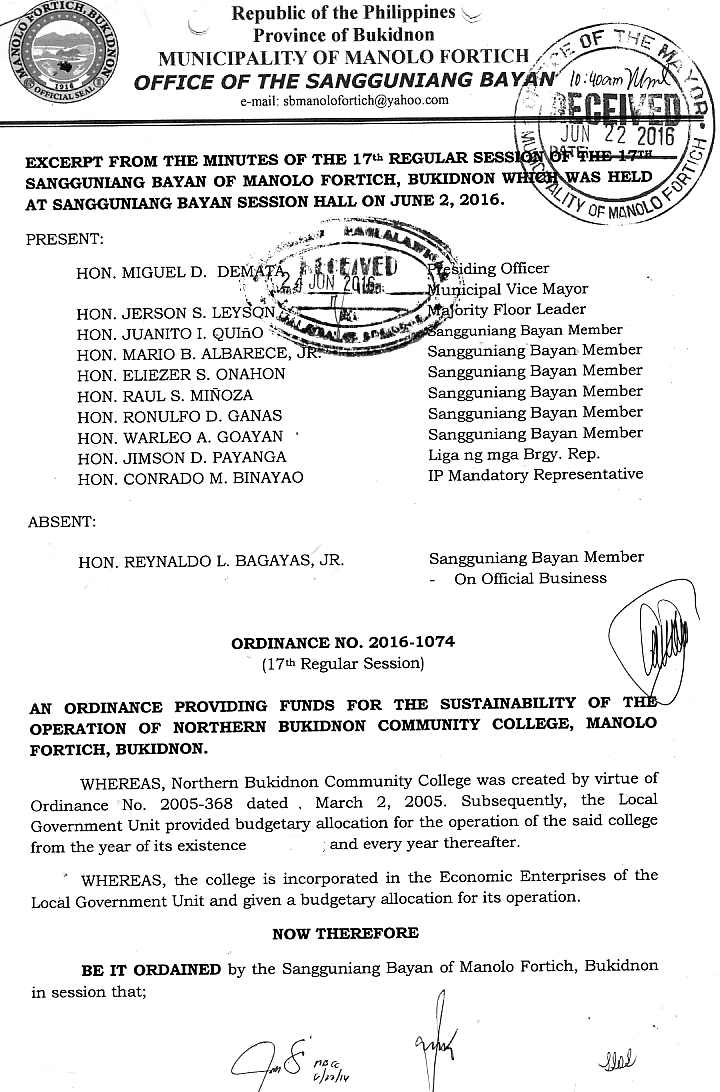 MANOLO FORTICH, BUKIDNON
1914
OFFICIAL SEAL
Republic of the Philippines
Province of Bukidnon
MUNICIPALITY OF MANOLO FORTICH
OFFICE OF THE SANGGUNIANG BAYAN
e-mail: sbmanolofortich@yahoo.com
OFFICE OF THE MAYOR
10:40am
RECEIVED
JUN 22 2016
DATE:
MUNICIPALITY OF MANOLO FORTICH
EXCERPT FROM THE MINUTES OF THE 17th REGULAR SESSION OF THE 17TH
SANGGUNIANG BAYAN OF MANOLO FORTICH, BUKIDNON WHICH WAS HELD
AT SANGGUNIANG BAYAN SESSION HALL ON JUNE 2, 2016.
PRESENT:
RECEIVED
JUN 2016
HON. MIGUEL D. DEMATA Presiding Officer
Municipal Vice Mayor
HON. JERSON S. LEYSON Majority Floor Leader
HON. JUANITO I. QUIñO Sangguniang Bayan Member
HON. MARIO B. ALBARECE, JR. Sangguniang Bayan Member
HON. ELIEZER S. ONAHON Sangguniang Bayan Member
HON. RAUL S. MIÑOZA Sangguniang Bayan Member
HON. RONULFO D. GANAS Sangguniang Bayan Member
HON. WARLEO A. GOAYAN Sangguniang Bayan Member
HON. JIMSON D. PAYANGA Liga ng mga Brgy. Rep.
HON. CONRADO M. BINAYAO IP Mandatory Representative
ABSENT:
HON. REYNALDO L. BAGAYAS, JR. Sangguniang Bayan Member
- On Official Business
ORDINANCE NO. 2016-1074
(17th Regular Session)
AN ORDINANCE PROVIDING FUNDS FOR THE SUSTAINABILITY OF THE
OPERATION OF NORTHERN BUKIDNON COMMUNITY COLLEGE, MANOLO
FORTICH, BUKIDNON.
WHEREAS, Northern Bukidnon Community College was created by virtue of
Ordinance No. 2005-368 dated . March 2, 2005. Subsequently, the Local
Government Unit provided budgetary allocation for the operation of the said college
from the year of its existence ; and every year thereafter.
WHEREAS, the college is incorporated in the Economic Enterprises of the
Local Government Unit and given a budgetary allocation for its operation.
NOW THEREFORE
BE IT ORDAINED by the Sangguniang Bayan of Manolo Fortich, Bukidnon
in session that;